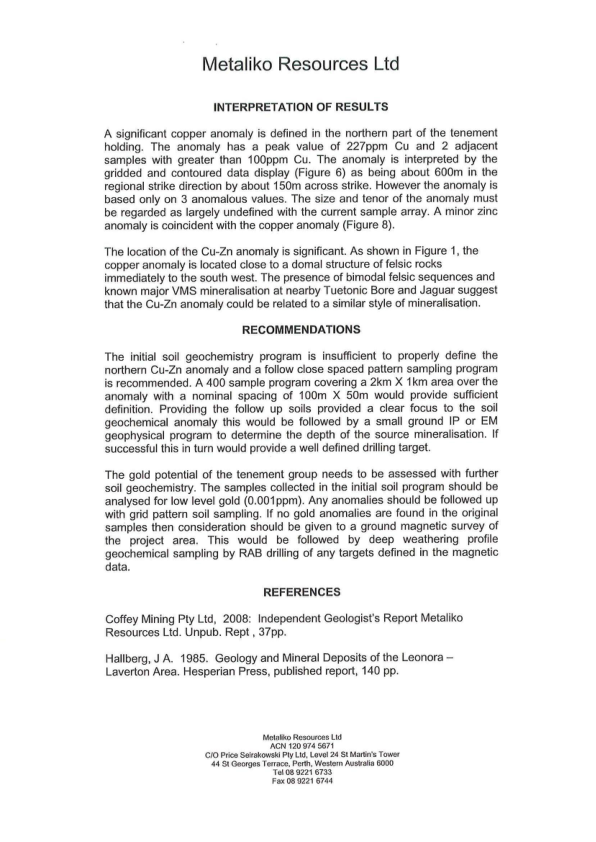 Metaliko Resources Ltd
INTERPRETATION OF RESULTS
A significant copper anomaly is defined in the northern part of the tenement
holding. The anomaly has a peak value of 227ppm Cu and 2 adjacent
samples with greater than 100ppm Cu. The anomaly is interpreted by the
gridded and contoured data display (Figure 6) as being about 600m in the
regional strike direction by about 150m across strike. However the anomaly is
based only on 3 anomalous values. The size and tenor of the anomaly must
be regarded as largely undefined with the current sample array. A minor zinc
anomaly is coincident with the copper anomaly (Figure 8).
The location of the Cu-Zn anomaly is significant. As shown in Figure 1, the
copper anomaly is located close to a domal structure of felsic rocks
immediately to the south west. The presence of bimodal felsic sequences and
known major VMS mineralisation at nearby Tuetonic Bore and Jaguar suggest
that the Cu-Zn anomaly could be related to a similar style of mineralisation.
RECOMMENDATIONS
The initial soil geochemistry program is insufficient to properly define the
northern Cu-Zn anomaly and a follow close spaced pattern sampling program
is recommended. A 400 sample program covering a 2km X 1km area over the
anomaly with a nominal spacing of 100m X 50m would provide sufficient
definition. Providing the follow up soils provided a clear focus to the soil
geochemical anomaly this would be followed by a small ground IP or EM
geophysical program to determine the depth of the source mineralisation. If
successful this in turn would provide a well defined drilling target.
The gold potential of the tenement group needs to be assessed with further
soil geochemistry. The samples collected in the initial soil program should be
analysed for low level gold (0.001ppm). Any anomalies should be followed up
with grid pattern soil sampling. If no gold anomalies are found in the original
samples then consideration should be given to a ground magnetic survey of
the project area. This would be followed by deep weathering profile
geochemical sampling by RAB drilling of any targets defined in the magnetic
data.
REFERENCES
Coffey Mining Pty Ltd, 2008: Independent Geologist's Report Metaliko
Resources Ltd. Unpub. Rept , 37pp.
Hallberg, J A. 1985. Geology and Mineral Deposits of the Leonora –
Laverton Area. Hesperian Press, published report, 140 pp.
Metaliko Resources Ltd
ACN 120 974 5671
C/O Price Seirakowski Pty Ltd, Level 24 St Martin's Tower
44 St Georges Terrace, Perth, Western Australia 6000
Tel 08 9221 6733
Fax 08 9221 6744